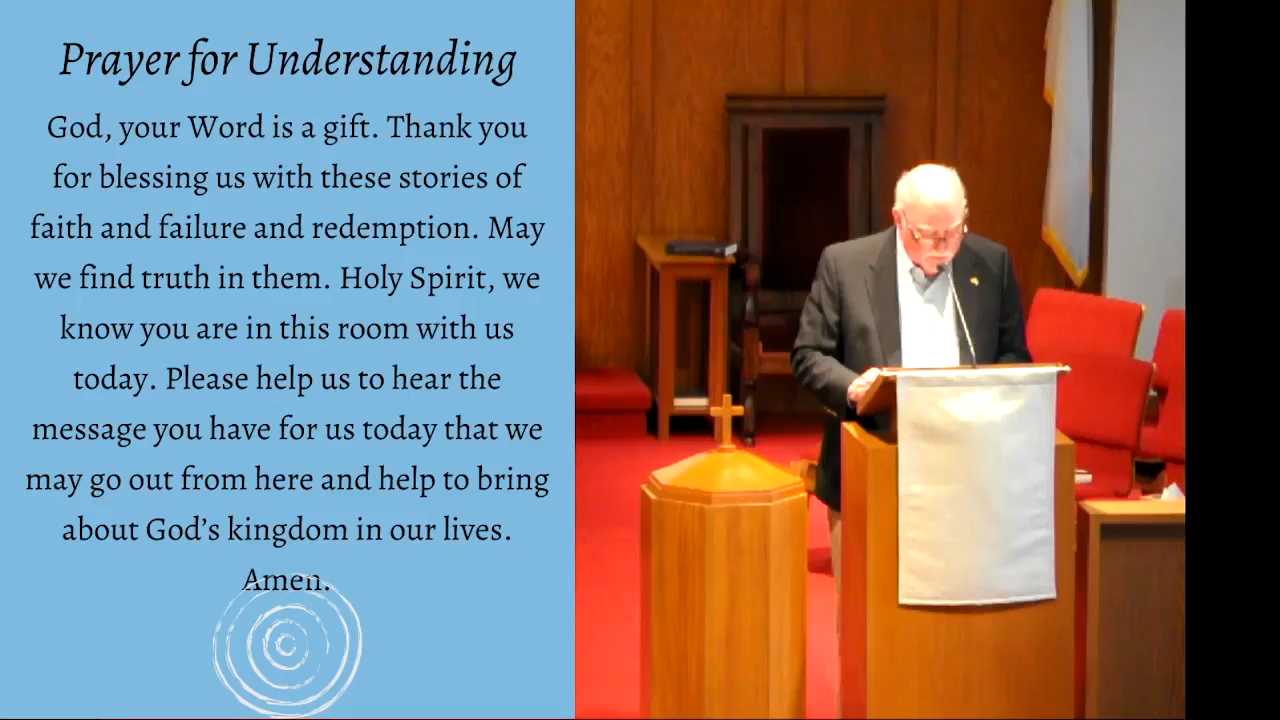 Prayer for Understanding
God, your Word is a gift. Thank you
for blessing us with these stories of
faith and failure and redemption. May
we find truth in them. Holy Spirit, we
know you are in this room with us
today. Please help us to hear the
message you have for us today that we
may go out from here and help to bring
about God’s kingdom in our lives.
Amen.